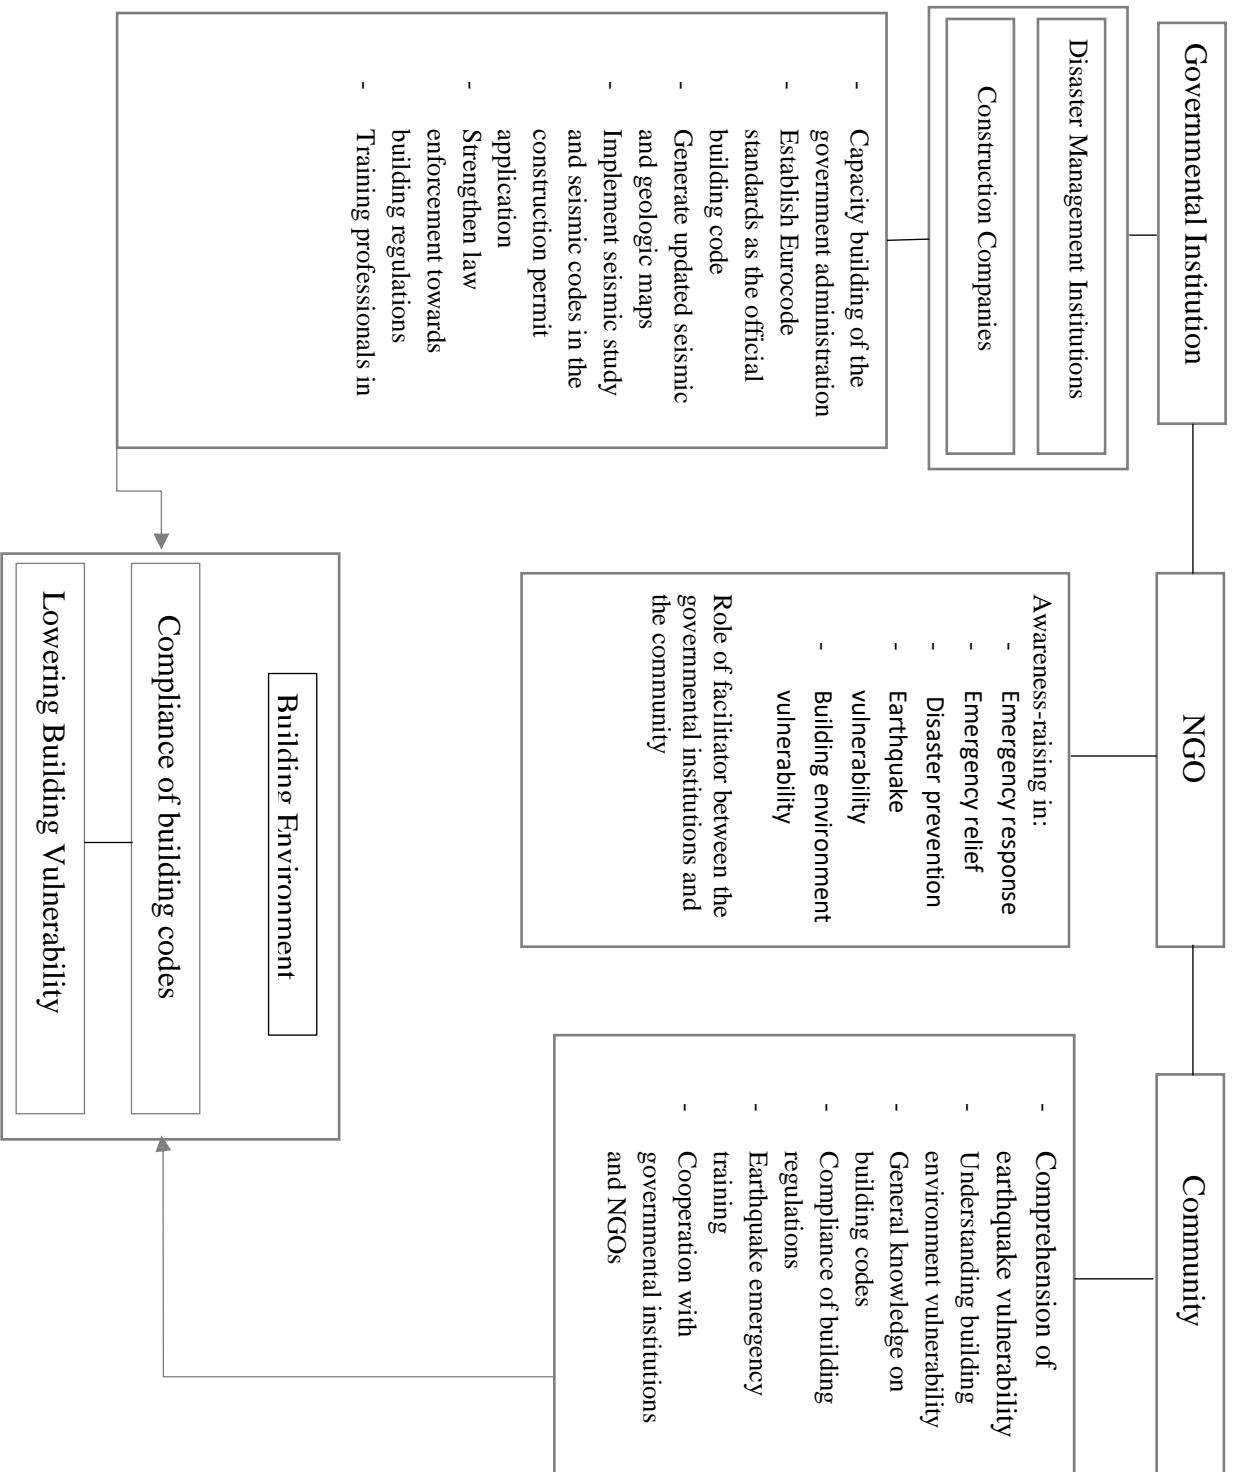 Governmental Institution
Disaster Management Institutions
Construction Companies
- Capacity building of the
government administration
- Establish Eurocode
standards as the official
building code
- Generate updated seismic
and geologic maps
- Implement seismic study
and seismic codes in the
construction permit
application
- Strengthen law
enforcement towards
building regulations
- Training professionals in
NGO
Awareness-raising in:
- Emergency response
- Emergency relief
- Disaster prevention
- Earthquake
vulnerability
- Building environment
vulnerability
Role of facilitator between the
governmental institutions and
the community
Community
- Comprehension of
earthquake vulnerability
- Understanding building
environment vulnerability
- General knowledge on
building codes
- Compliance of building
regulations
- Earthquake emergency
training
- Cooperation with
governmental institutions
and NGOs
Building Environment
Compliance of building codes
Lowering Building Vulnerability